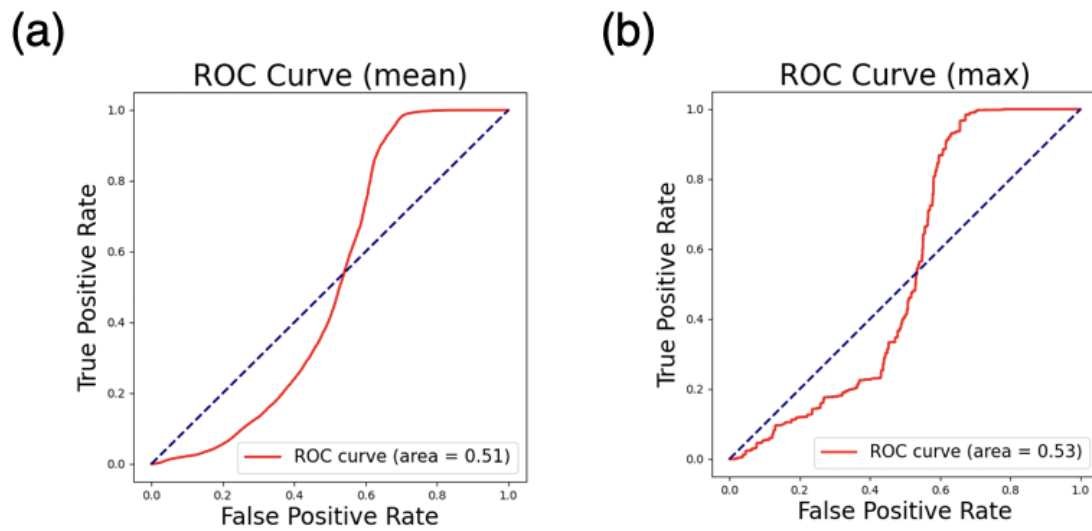 (a)
ROC Curve (mean)
True Positive Rate
1.0
0.8
0.6
0.4
0.2
0.0
ROC curve (area = 0.51)
0.0 0.2 0.4 0.6 0.8 1.0
False Positive Rate
(b)
ROC Curve (max)
True Positive Rate
1.0
0.8
0.6
0.4
0.2
0.0
ROC curve (area = 0.53)
0.0 0.2 0.4 0.6 0.8 1.0
False Positive Rate